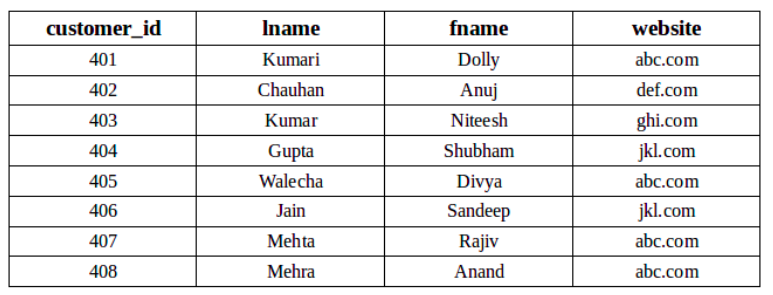 customer_id lname fname website
401 Kumari Dolly abc.com
402 Chauhan Anuj def.com
403 Kumar Niteesh ghi.com
404 Gupta Shubham jkl.com
405 Walecha Divya abc.com
406 Jain Sandeep jkl.com
407 Mehta Rajiv abc.com
408 Mehra Anand abc.com